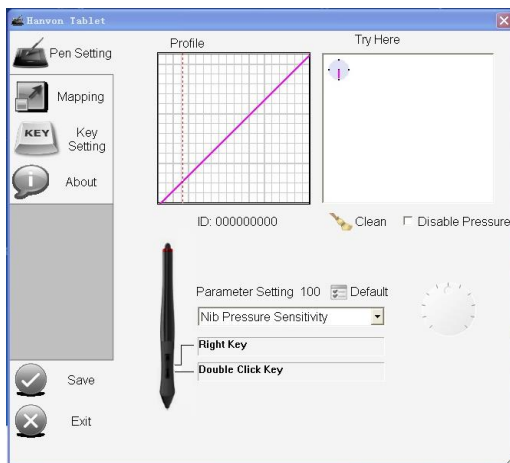 Hanvon Tablet
Pen Setting
Profile
Try Here
Mapping
KEY
Key
Setting
About
ID: 000000000
Clean
Disable Pressure
Parameter Setting 100
Default
Nib Pressure Sensitivity
Right Key
Double Click Key
Save
Exit